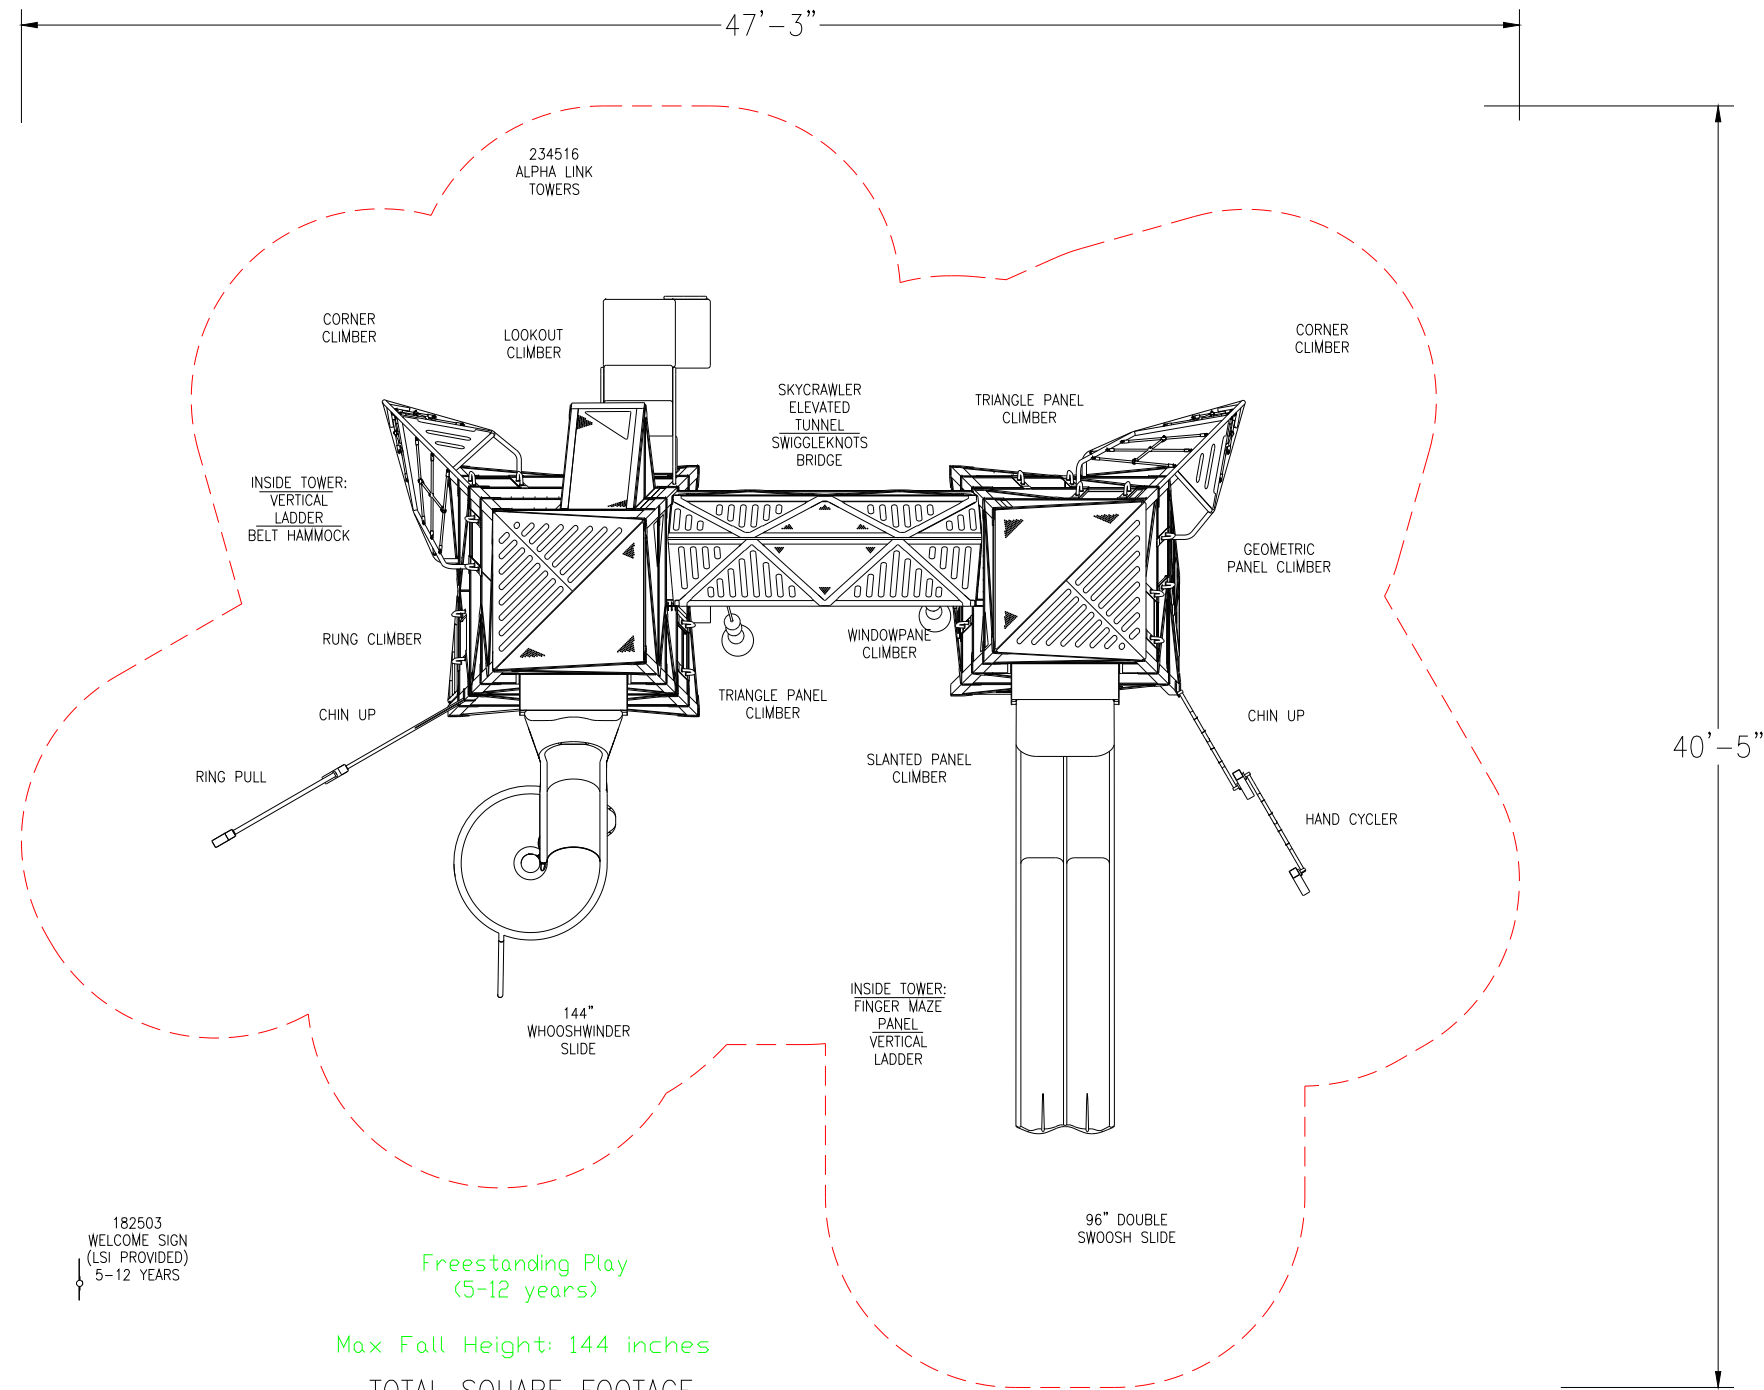 47'-3"
234516
ALPHA LINK
TOWERS
CORNER
CLIMBER
LOOKOUT
CLIMBER
CORNER
CLIMBER
SKYCRAWLER
ELEVATED
TUNNEL
SWIGGLEKNOTS
BRIDGE
TRIANGLE PANEL
CLIMBER
INSIDE TOWER:
VERTICAL
LADDER
BELT HAMMOCK
GEOMETRIC
PANEL CLIMBER
RUNG CLIMBER
WINDOWPANE
CLIMBER
TRIANGLE PANEL
CLIMBER
CHIN UP
CHIN UP
40'-5"
RING PULL
SLANTED PANEL
CLIMBER
HAND CYCLER
INSIDE TOWER:
FINGER MAZE
PANEL
VERTICAL
LADDER
144"
WHOOSHWINDER
SLIDE
96" DOUBLE
SWOOSH SLIDE
182503
WELCOME SIGN
(LSI PROVIDED)
5-12 YEARS
Freestanding Play
(5-12 years)
Max Fall Height: 144 inches
TOTAL SQUARE FOOTAGE